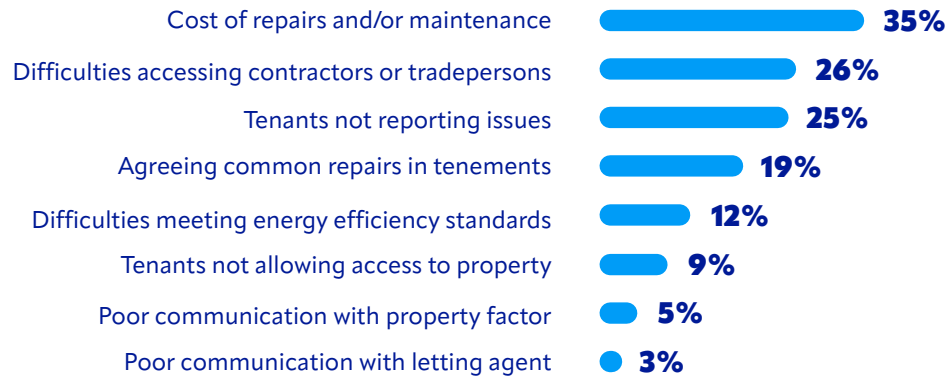 Cost of repairs and/or maintenance 35%
Difficulties accessing contractors or tradepersons 26%
Tenants not reporting issues 25%
Agreeing common repairs in tenements 19%
Difficulties meeting energy efficiency standards 12%
Tenants not allowing access to property 9%
Poor communication with property factor 5%
Poor communication with letting agent 3%